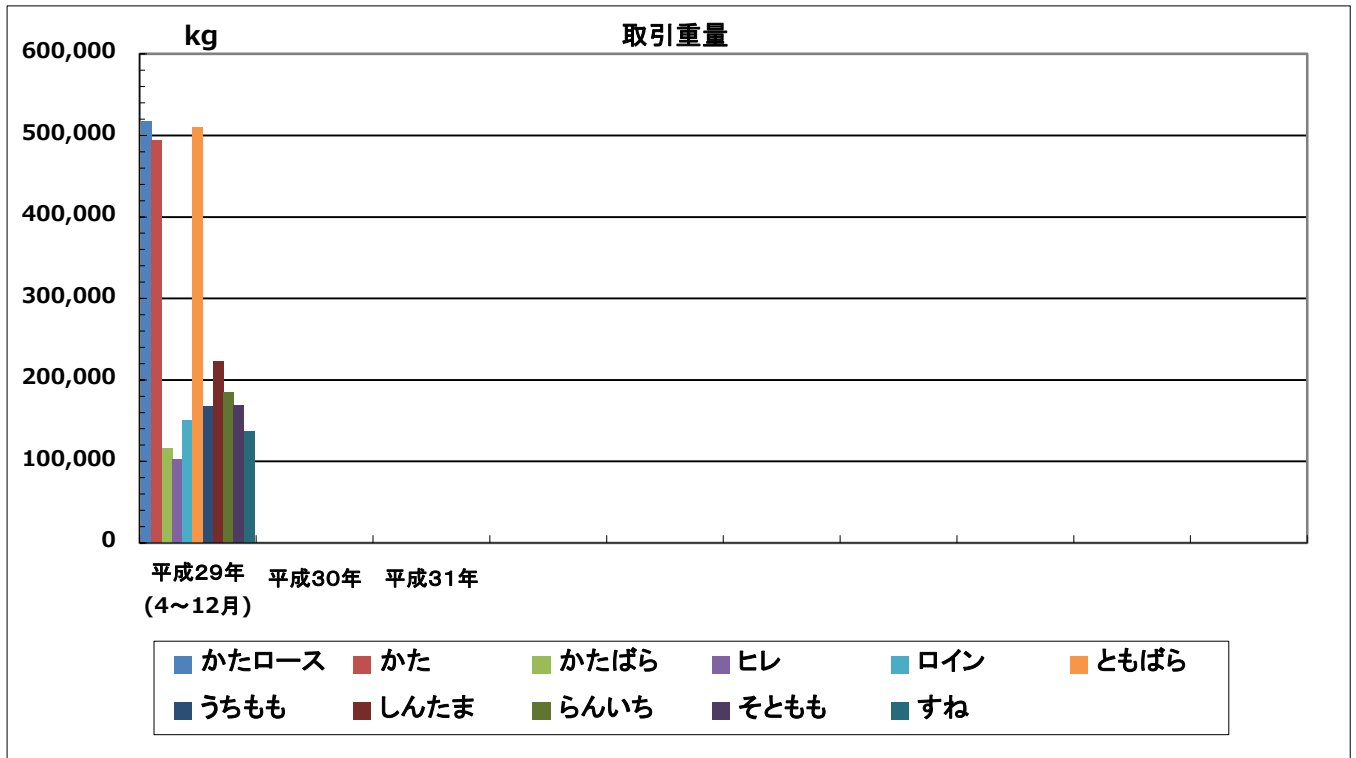 kg 取引重量
600,000
500,000
400,000
300,000
200,000
100,000
0
平成29年 平成30年 平成31年
(4～12月)
かたロース かた かたばら ヒレ ロイン ともばら
うちもも しんたま らんいち そともも すね